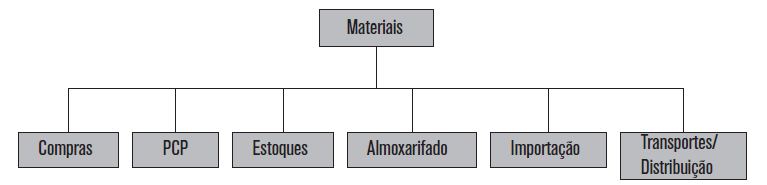 Materiais
Compras
PCP
Estoques
Almoxarifado
Importação
Transportes/
Distribuição